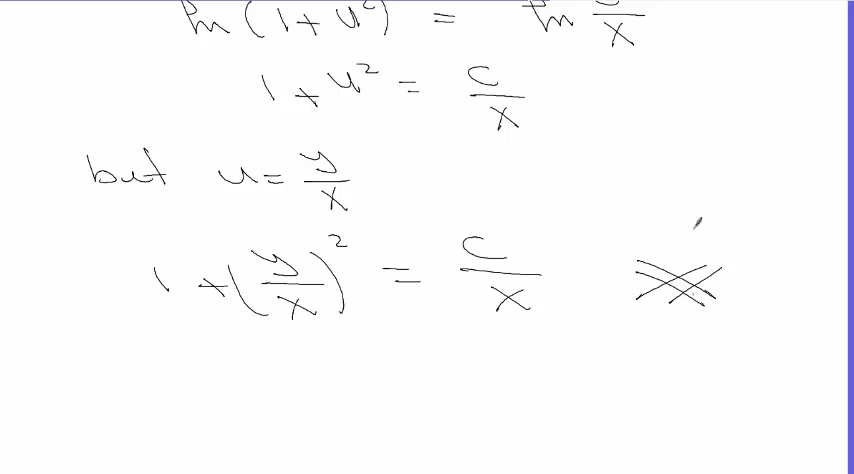 ln (1 + u²) = ln c/x
1 + u² = c/x
but u = y/x
1 + (y/x)² = c/x